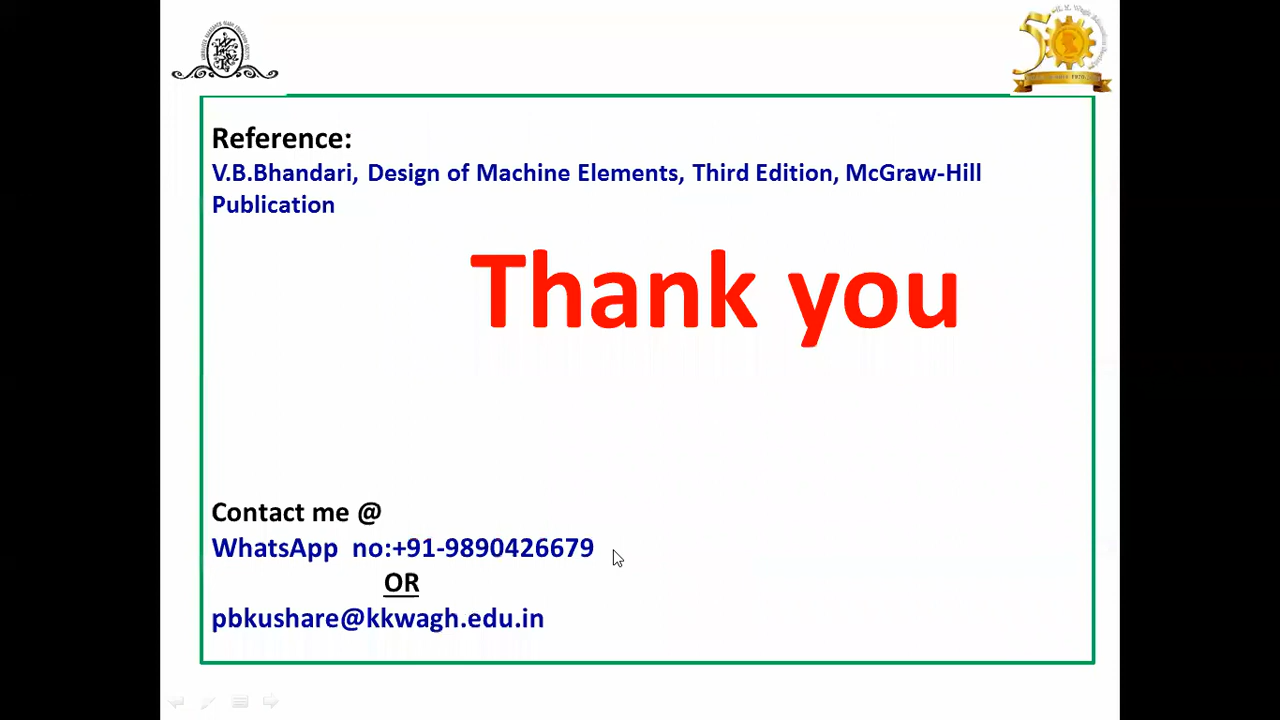 Reference:
V.B.Bhandari, Design of Machine Elements, Third Edition, McGraw-Hill
Publication
Thank you
Contact me @
WhatsApp no:+91-9890426679
OR
pbkushare@kkwagh.edu.in